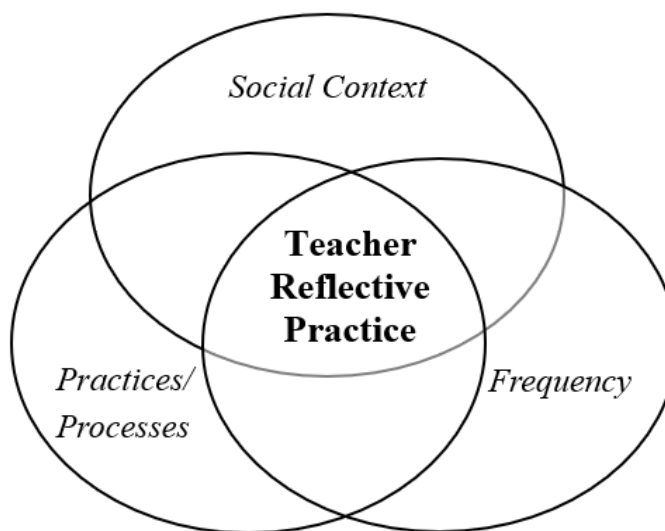 Social Context
Teacher
Reflective
Practice
Practices/
Processes
Frequency